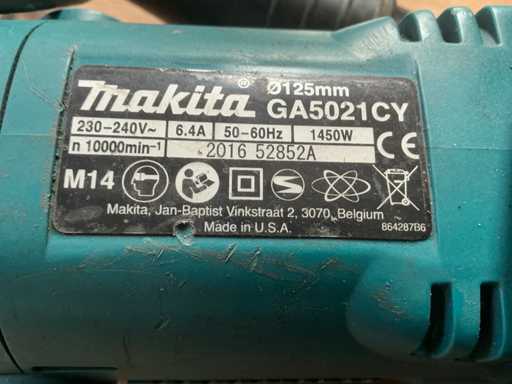 makita® Ø125mm
GA5021CY
230-240V~ 6.4A 50-60Hz 1450W
n 10000min⁻¹ 2016 52852A CE
M14
Makita, Jan-Baptist Vinkstraat 2, 3070, Belgium
Made in U.S.A. 864287B6